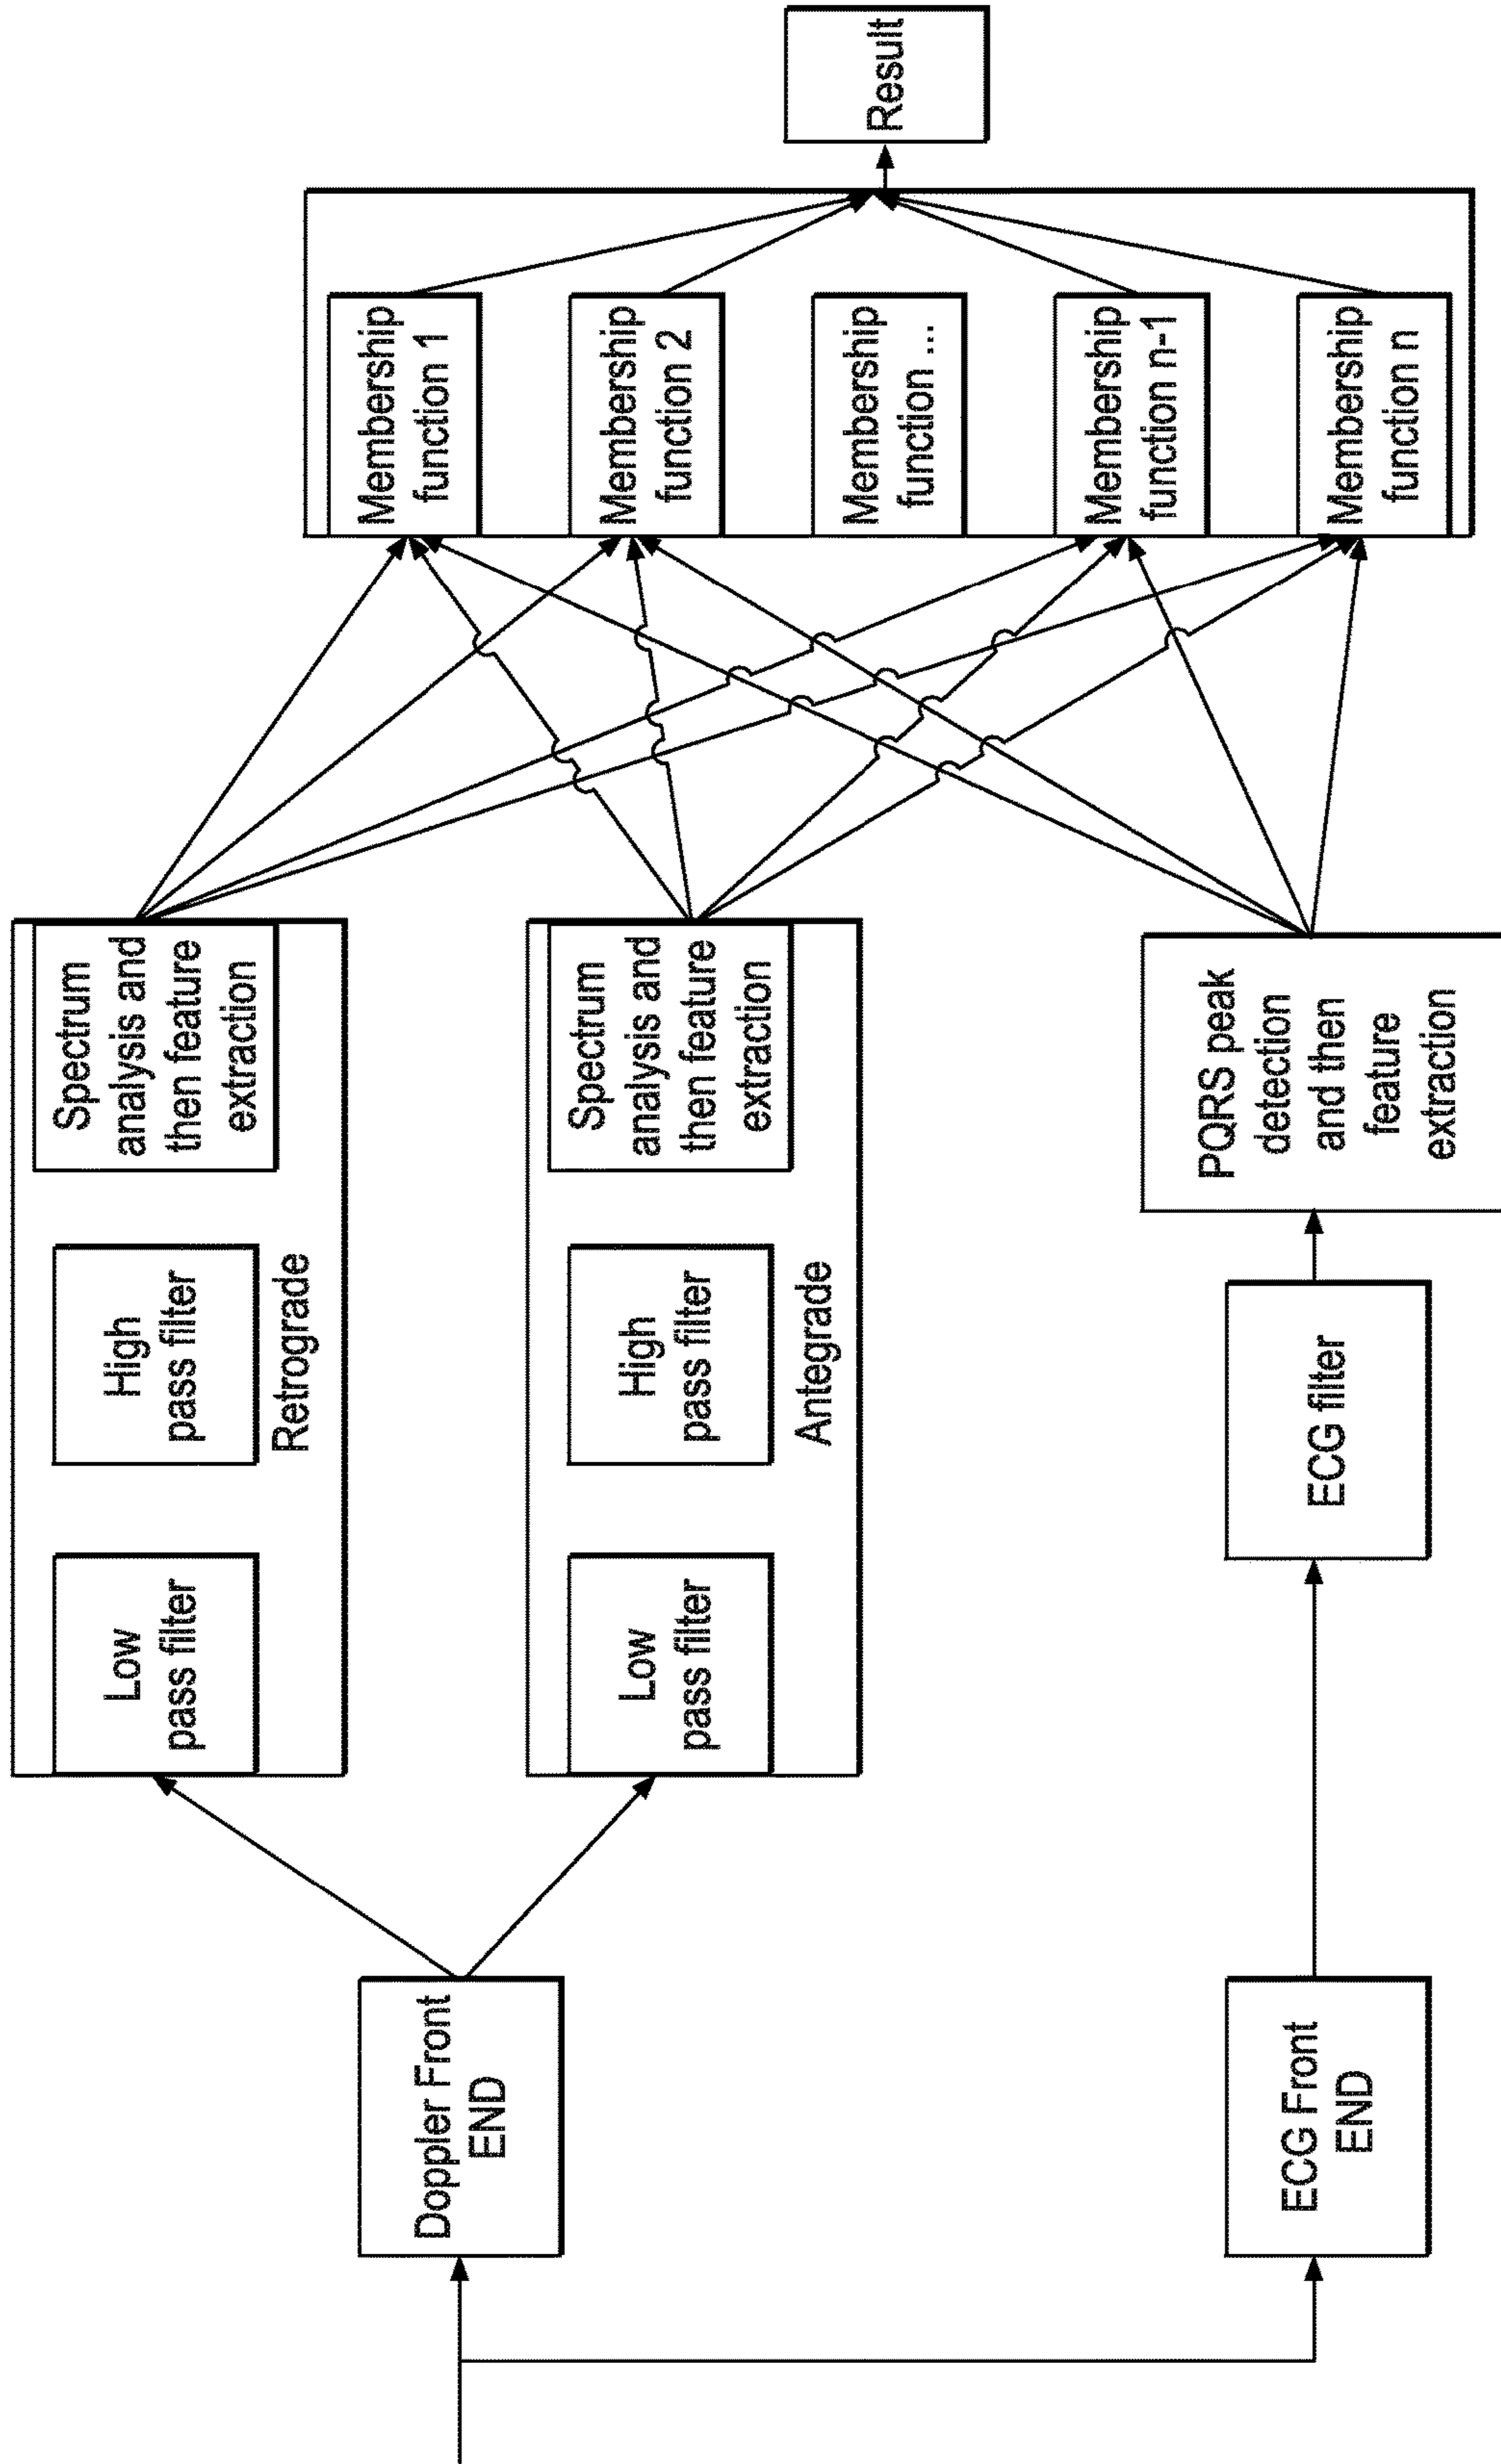 Doppler Front
END
ECG Front
END
Low
pass filter
High
pass filter
Spectrum
analysis and
then feature
extraction
Retrograde
Low
pass filter
High
pass filter
Spectrum
analysis and
then feature
extraction
Antegrade
ECG filter
PQRS peak
detection
and then
feature
extraction
Membership
function 1
Membership
function 2
Membership
function ...
Membership
function n-1
Membership
function n
Result